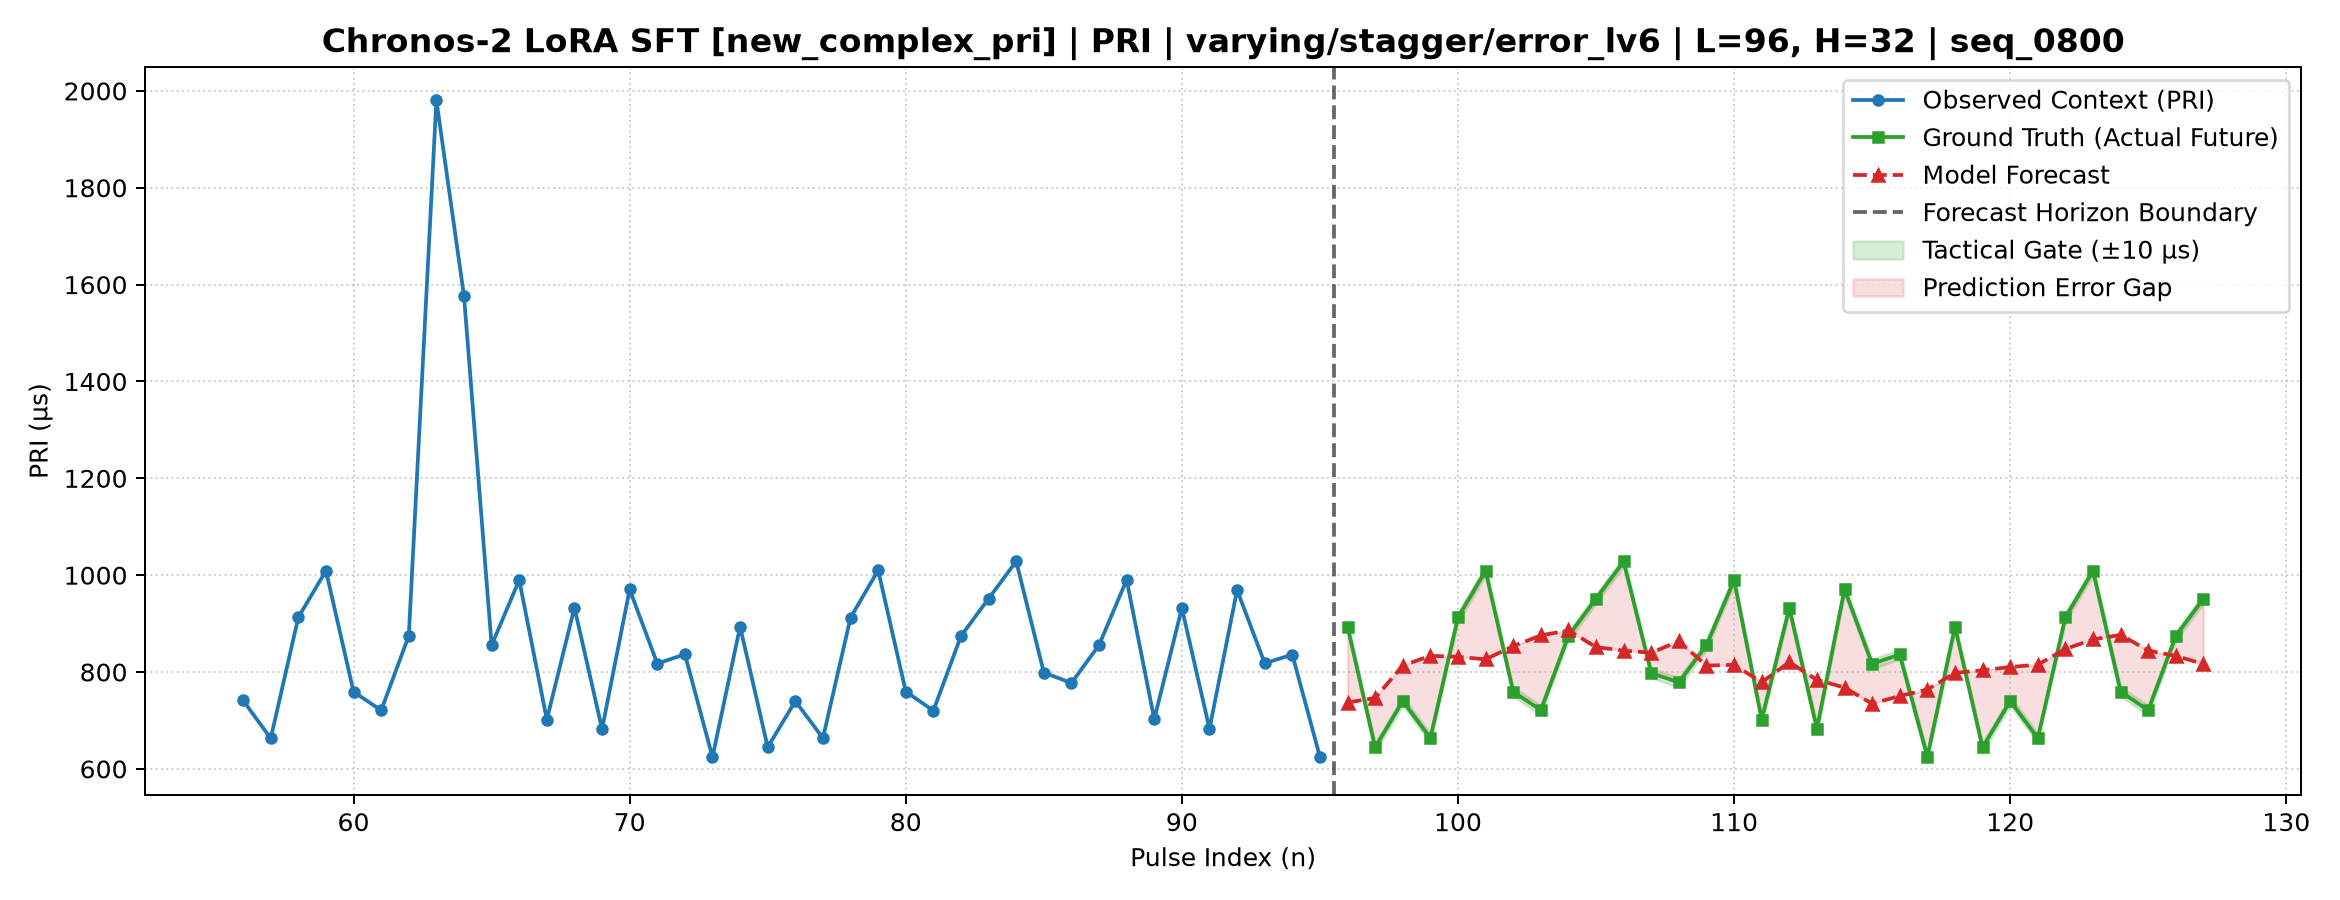 Chronos-2 LoRA SFT [new_complex_pri] | PRI | varying/stagger/error_lv6 | L=96, H=32 | seq_0800
Observed Context (PRI)
Ground Truth (Actual Future)
Model Forecast
Forecast Horizon Boundary
Tactical Gate (±10 μs)
Prediction Error Gap
PRI (μs)
2000
1800
1600
1400
1200
1000
800
600
60 70 80 90 100 110 120 130
Pulse Index (n)